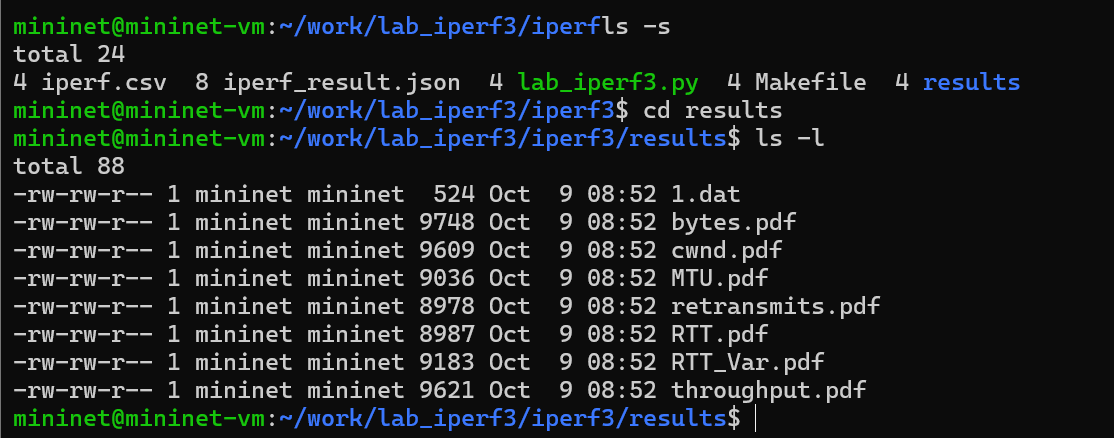 mininet@mininet-vm:~/work/lab_iperf3/iperfls -s
total 24
4 iperf.csv  8 iperf_result.json  4 lab_iperf3.py  4 Makefile  4 results
mininet@mininet-vm:~/work/lab_iperf3/iperf3$ cd results
mininet@mininet-vm:~/work/lab_iperf3/iperf3/results$ ls -l
total 88
-rw-rw-r-- 1 mininet mininet  524 Oct  9 08:52 1.dat
-rw-rw-r-- 1 mininet mininet 9748 Oct  9 08:52 bytes.pdf
-rw-rw-r-- 1 mininet mininet 9609 Oct  9 08:52 cwnd.pdf
-rw-rw-r-- 1 mininet mininet 9036 Oct  9 08:52 MTU.pdf
-rw-rw-r-- 1 mininet mininet 8978 Oct  9 08:52 retransmits.pdf
-rw-rw-r-- 1 mininet mininet 8987 Oct  9 08:52 RTT.pdf
-rw-rw-r-- 1 mininet mininet 9183 Oct  9 08:52 RTT_Var.pdf
-rw-rw-r-- 1 mininet mininet 9621 Oct  9 08:52 throughput.pdf
mininet@mininet-vm:~/work/lab_iperf3/iperf3/results$